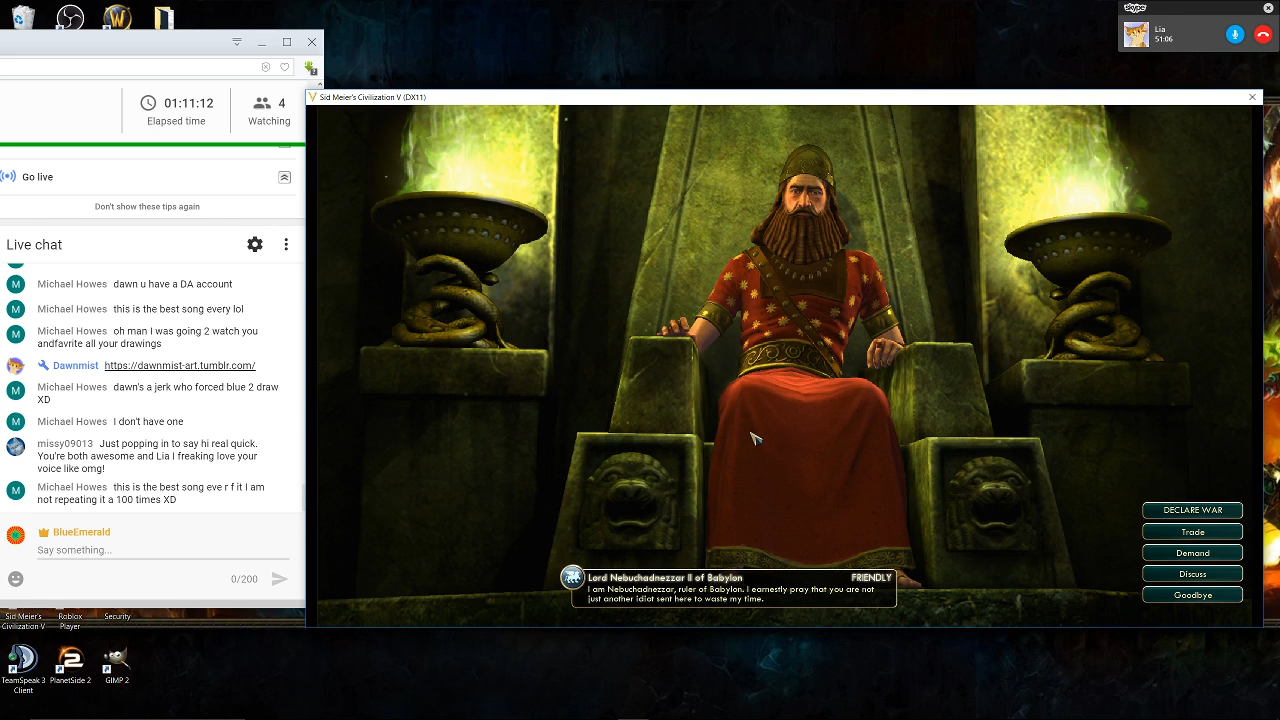 skype
Lia
51:06
Sid Meier's Civilization V (DX11)
01:11:12
Elapsed time
4
Watching
Go live
Don't show these tips again
Live chat
M
Michael Howes dawn u have a DA account
M
Michael Howes this is the best song every lol
M
Michael Howes oh man I was going 2 watch you
andfavrite all your drawings
Dawnmist https://dawnmist-art.tumblr.com/
M
Michael Howes dawn's a jerk who forced blue 2 draw
XD
M
Michael Howes I don't have one
missy09013 Just popping in to say hi real quick.
You're both awesome and Lia I freaking love your
voice like omg!
M
Michael Howes this is the best song eve r f it I am
not repeating it a 100 times XD
BlueEmerald
Say something...
0/200
DECLARE WAR
Trade
Demand
Discuss
Goodbye
Lord Nebuchadnezzar II of Babylon FRIENDLY
I am Nebuchadnezzar, ruler of Babylon. I earnestly pray that you are not
just another idiot sent here to waste my time.
Sid Meier's
Civilization V
Roblox
Player
Security
TeamSpeak 3
Client
PlanetSide 2
GIMP 2